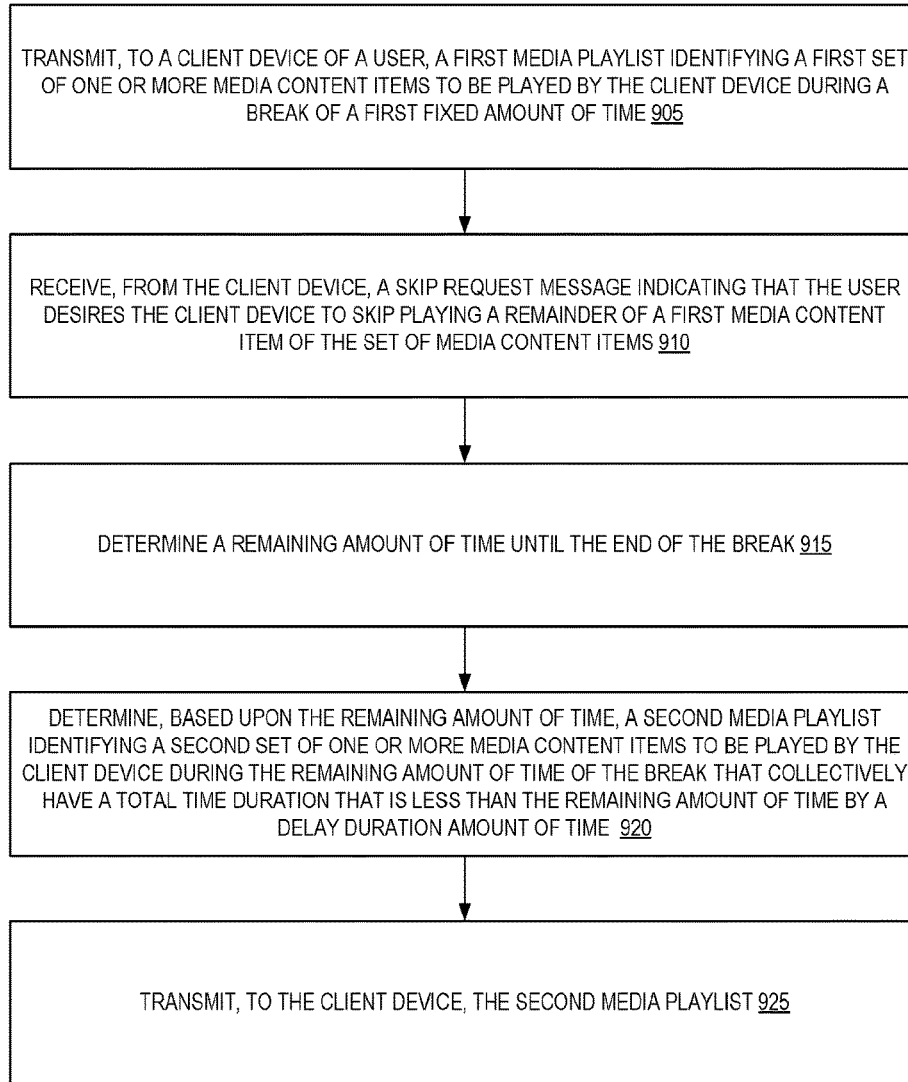 TRANSMIT, TO A CLIENT DEVICE OF A USER, A FIRST MEDIA PLAYLIST IDENTIFYING A FIRST SET
OF ONE OR MORE MEDIA CONTENT ITEMS TO BE PLAYED BY THE CLIENT DEVICE DURING A
BREAK OF A FIRST FIXED AMOUNT OF TIME 905
RECEIVE, FROM THE CLIENT DEVICE, A SKIP REQUEST MESSAGE INDICATING THAT THE USER
DESIRES THE CLIENT DEVICE TO SKIP PLAYING A REMAINDER OF A FIRST MEDIA CONTENT
ITEM OF THE SET OF MEDIA CONTENT ITEMS 910
DETERMINE A REMAINING AMOUNT OF TIME UNTIL THE END OF THE BREAK 915
DETERMINE, BASED UPON THE REMAINING AMOUNT OF TIME, A SECOND MEDIA PLAYLIST
IDENTIFYING A SECOND SET OF ONE OR MORE MEDIA CONTENT ITEMS TO BE PLAYED BY THE
CLIENT DEVICE DURING THE REMAINING AMOUNT OF TIME OF THE BREAK THAT COLLECTIVELY
HAVE A TOTAL TIME DURATION THAT IS LESS THAN THE REMAINING AMOUNT OF TIME BY A
DELAY DURATION AMOUNT OF TIME 920
TRANSMIT, TO THE CLIENT DEVICE, THE SECOND MEDIA PLAYLIST 925